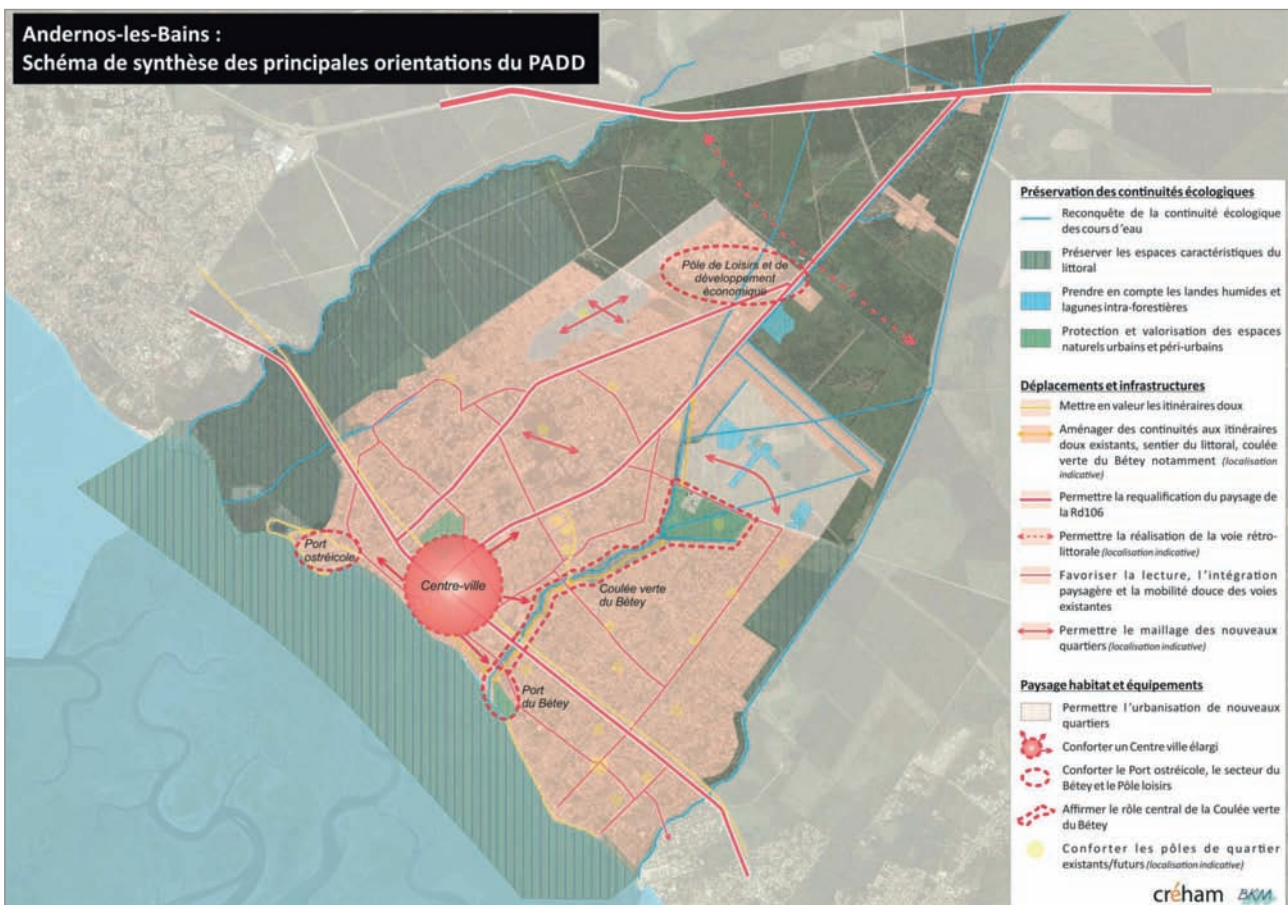 Andernos-les-Bains :
Schéma de synthèse des principales orientations du PADD
Pôle de Loisirs et de
développement
économique
Port
ostréicole
Centre-ville
Coulée verte
du Bétey
Port
du Bétey
Préservation des continuités écologiques
Reconquête de la continuité écologique
des cours d'eau
Préserver les espaces caractéristiques du
littoral
Prendre en compte les landes humides et
lagunes intra-forestières
Protection et valorisation des espaces
naturels urbains et péri-urbains
Déplacements et infrastructures
Mettre en valeur les itinéraires doux
Aménager des continuités aux itinéraires
doux existants, sentier du littoral, coulée
verte du Bétey notamment (localisation
indicative)
Permettre la requalification du paysage de
la Rd106
Permettre la réalisation de la voie rétro-
littorale (localisation indicative)
Favoriser la lecture, l'intégration
paysagère et la mobilité douce des voies
existantes
Permettre le maillage des nouveaux
quartiers (localisation indicative)
Paysage habitat et équipements
Permettre l'urbanisation de nouveaux
quartiers
Conforter un Centre ville élargi
Conforter le Port ostréicole, le secteur du
Bétey et le Pôle loisirs
Affirmer le rôle central de la Coulée verte
du Bétey
Conforter les pôles de quartier
existants/futurs (localisation indicative)
créham BKM